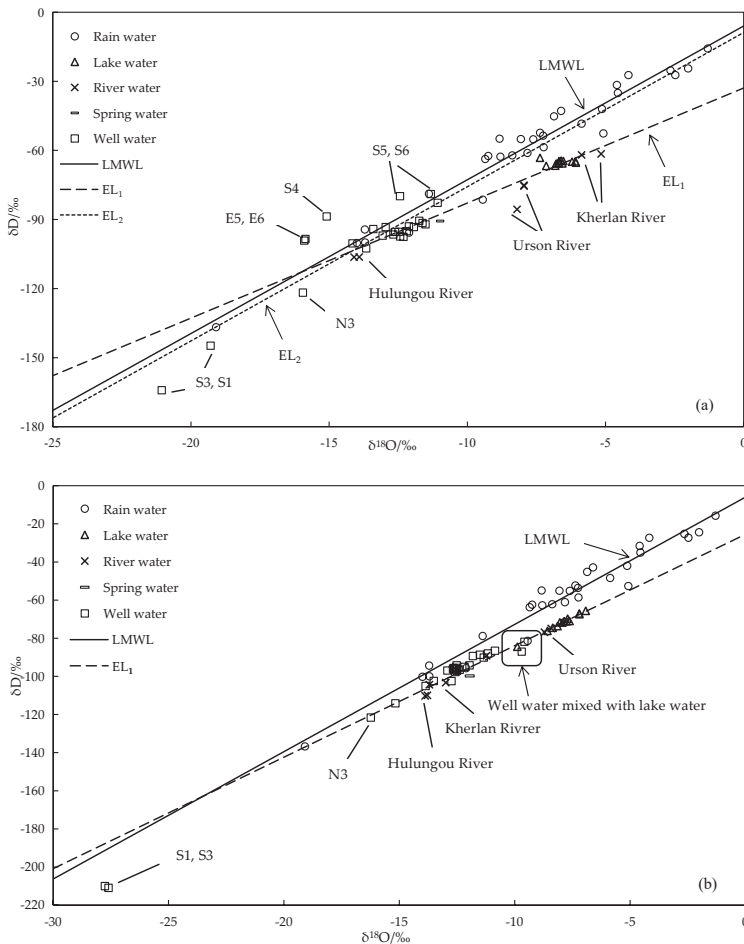 0
-30
-60
-90
-120
-150
-180
δD/‰
Rain water
Lake water
River water
Spring water
Well water
LMWL
EL1
EL2
LMWL
S5, S6
EL1
S4
Kherlan River
E5, E6
Urson River
Hulungou River
N3
EL2
S3, S1
(a)
-25
-20
-15
-10
-5
0
δ18O/‰
0
-20
-40
-60
-80
-100
-120
-140
-160
-180
-200
-220
δD/‰
Rain water
Lake water
River water
Spring water
Well water
LMWL
EL1
LMWL
Urson River
Well water mixed with lake water
Kherlan Rivrer
Hulungou River
N3
S1, S3
(b)
-30
-25
-20
-15
-10
-5
0
δ18O/‰